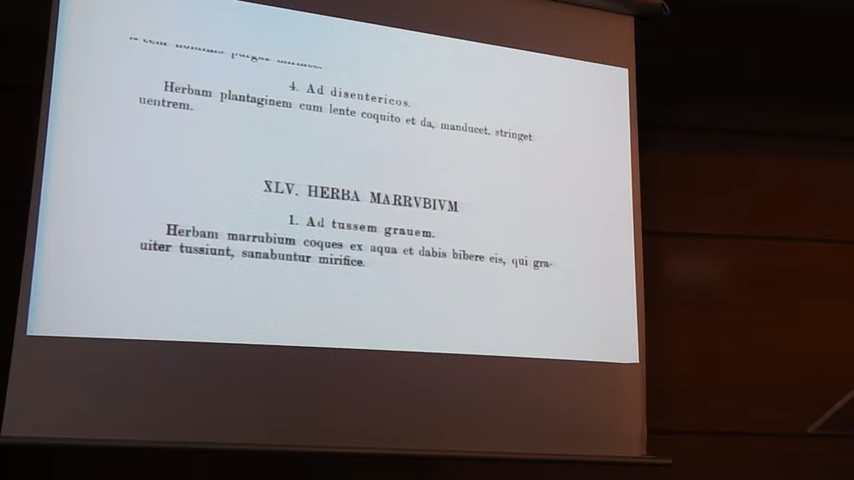 4. Ad disentericos.
Herbam plantaginem cum lente coquito et da, manducet, stringet
uentrem.
XLV. HERBA MARRVBIVM
1. Ad tussem grauem.
Herbam marrubium coques ex aqua et dabis bibere eis, qui gra-
uiter tussiunt, sanabuntur mirifice.